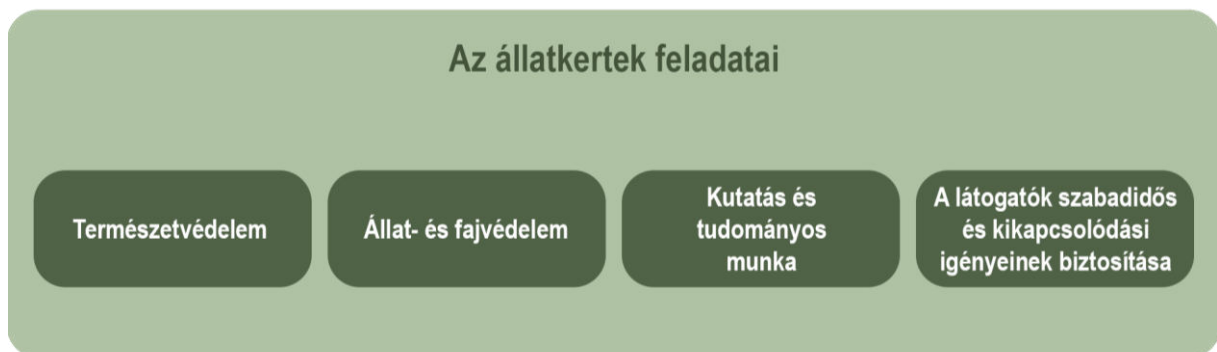 Az állatkertek feladatai
Természetvédelem
Állat- és fajvédelem
Kutatás és
tudományos
munka
A látogatók szabadidős
és kikapcsolódási
igényeinek biztosítása